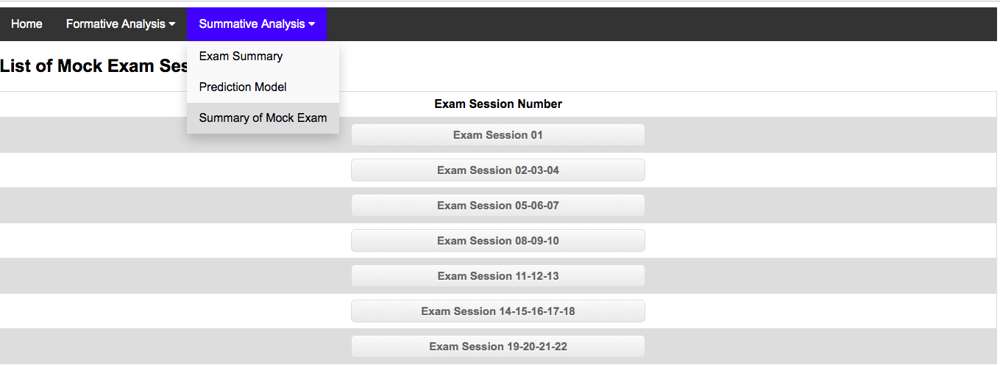 Home Formative Analysis Summative Analysis
Exam Summary
List of Mock Exam
Prediction Model
Exam Session Number
Summary of Mock Exam
Exam Session 01
Exam Session 02-03-04
Exam Session 05-06-07
Exam Session 08-09-10
Exam Session 11-12-13
Exam Session 14-15-16-17-18
Exam Session 19-20-21-22